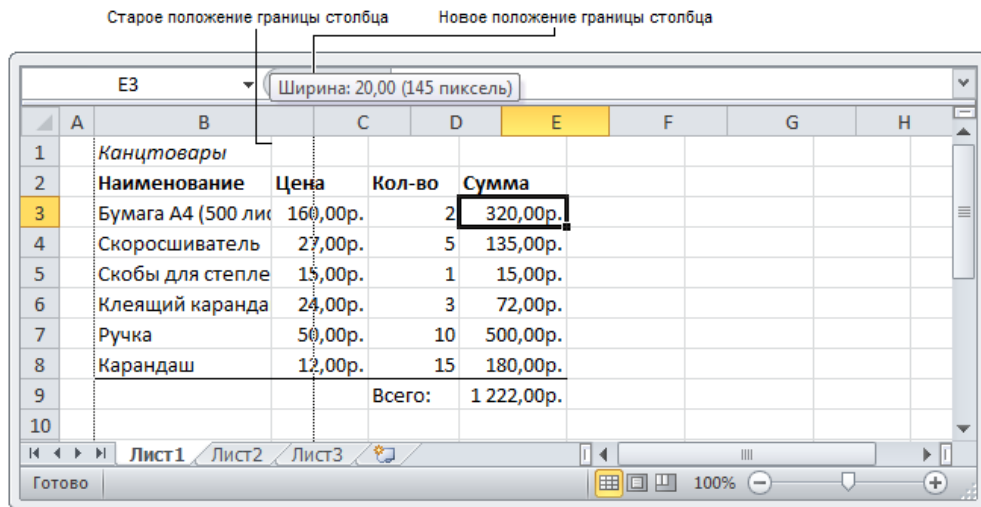 Старое положение границы столбца Новое положение границы столбца
E3 Ширина: 20,00 (145 пиксель)
A B C D E F G H
1 Канцтовары
2 Наименование Цена Кол-во Сумма
3 Бумага А4 (500 лис 160,00р. 2 320,00р.
4 Скоросшиватель 27,00р. 5 135,00р.
5 Скобы для степле 15,00р. 1 15,00р.
6 Клеящий каранда 24,00р. 3 72,00р.
7 Ручка 50,00р. 10 500,00р.
8 Карандаш 12,00р. 15 180,00р.
9 Всего: 1 222,00р.
10
Лист1 Лист2 Лист3
Готово 100%